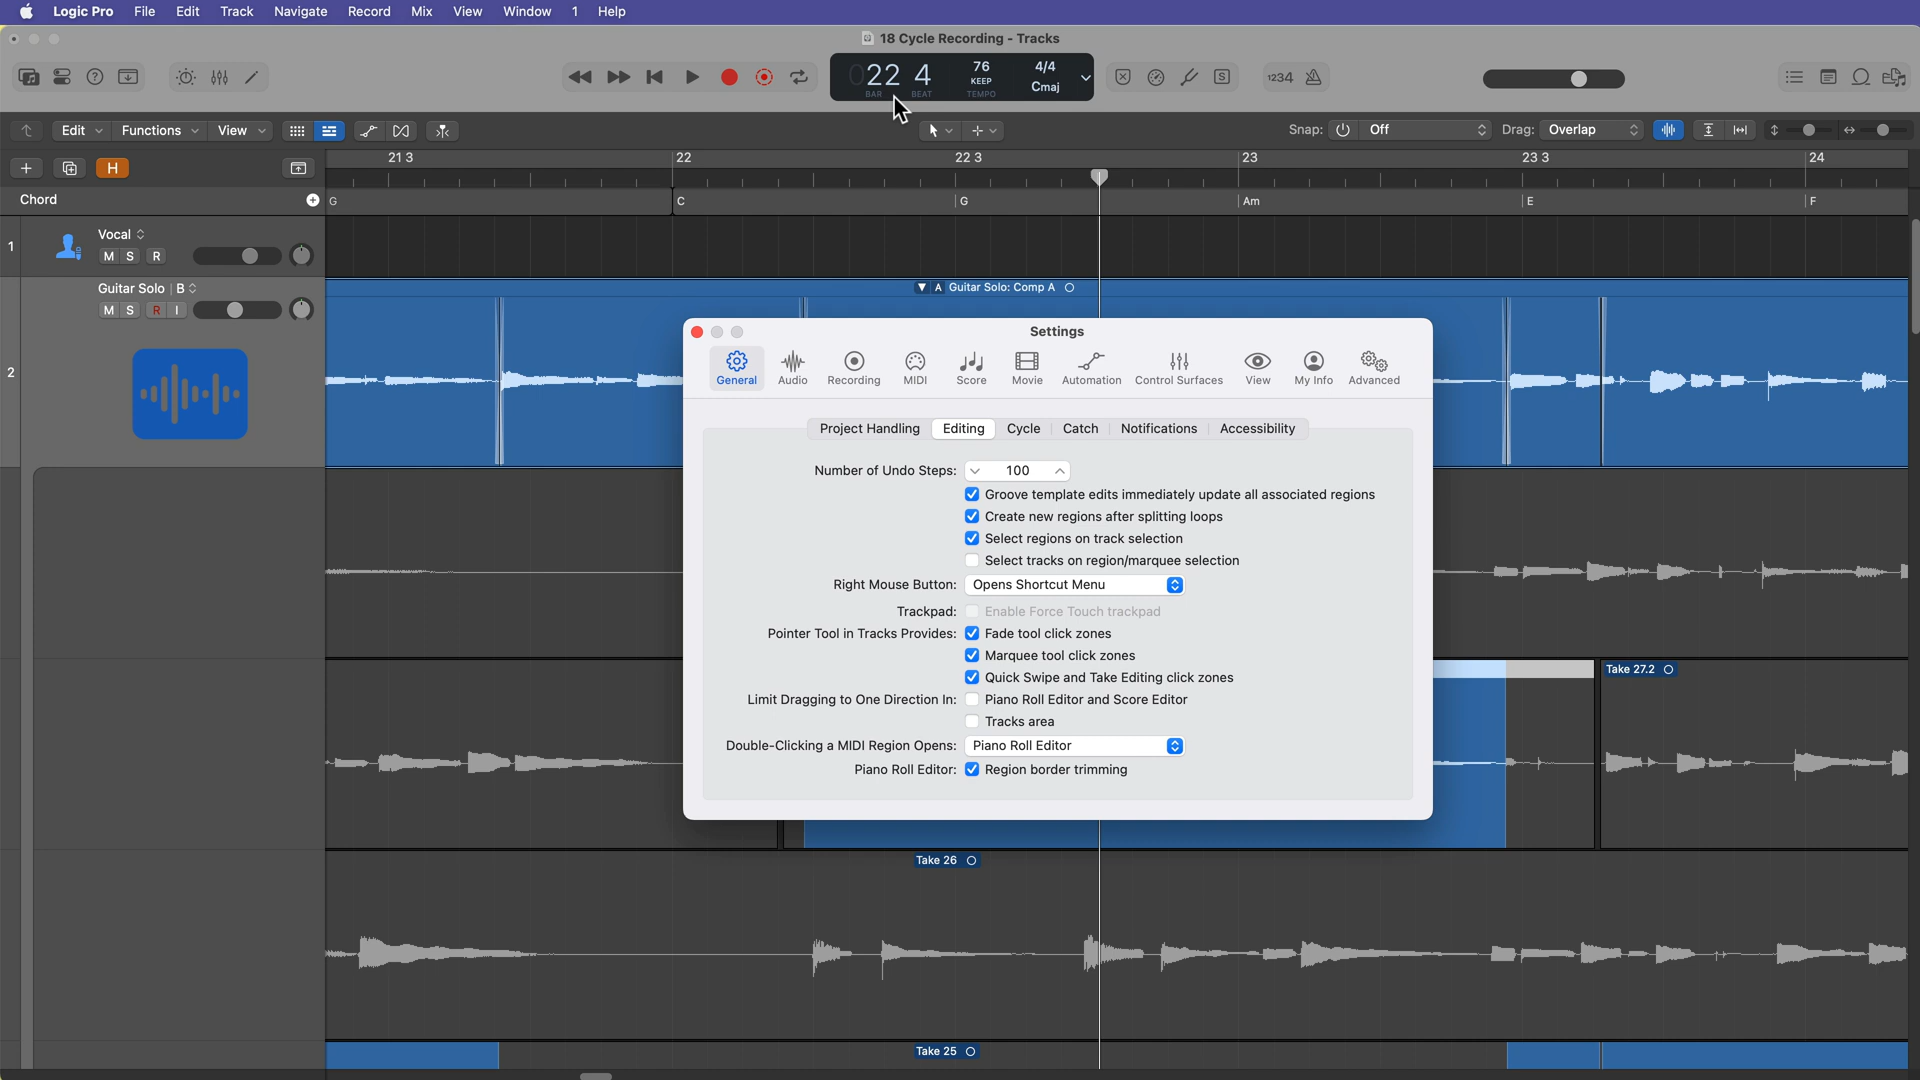 Logic Pro File Edit Track Navigate Record Mix View Window 1 Help
18 Cycle Recording - Tracks
022 4 76 4/4
KEEP
BAR BEAT TEMPO Cmaj
1234
Edit Functions View Snap: Off Drag: Overlap
H
21 3 22 22 3 23 23 3 24
Chord G C G Am E F
1 Vocal
M S R
Guitar Solo B
M S R I
2
A Guitar Solo: Comp A
Settings
General Audio Recording MIDI Score Movie Automation Control Surfaces View My Info Advanced
Project Handling Editing Cycle Catch Notifications Accessibility
Number of Undo Steps: 100
Groove template edits immediately update all associated regions
Create new regions after splitting loops
Select regions on track selection
Select tracks on region/marquee selection
Right Mouse Button: Opens Shortcut Menu
Trackpad: Enable Force Touch trackpad
Pointer Tool in Tracks Provides: Fade tool click zones
Marquee tool click zones
Quick Swipe and Take Editing click zones
Limit Dragging to One Direction In: Piano Roll Editor and Score Editor
Tracks area
Double-Clicking a MIDI Region Opens: Piano Roll Editor
Piano Roll Editor: Region border trimming
Take 27.2
Take 26
Take 25